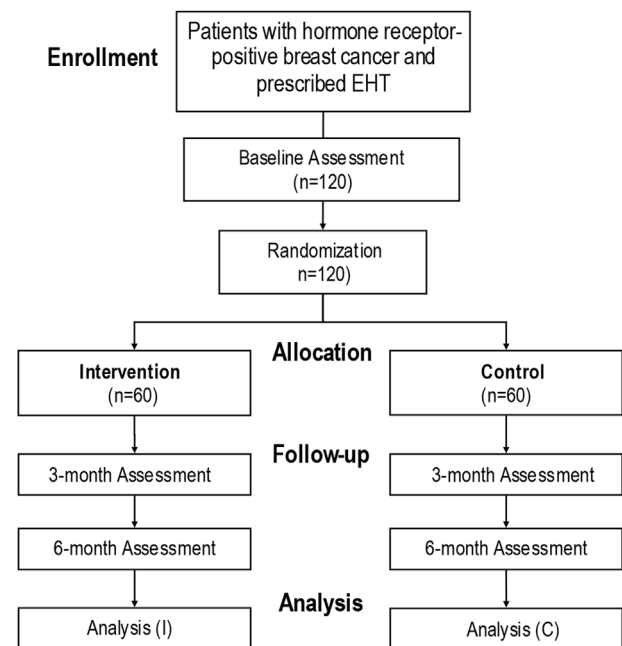 Enrollment
Patients with hormone receptor-
positive breast cancer and
prescribed EHT
Baseline Assessment
(n=120)
Randomization
n=120)
Allocation
Intervention
(n=60)
Control
(n=60)
Follow-up
3-month Assessment
3-month Assessment
6-month Assessment
6-month Assessment
Analysis
Analysis (I)
Analysis (C)